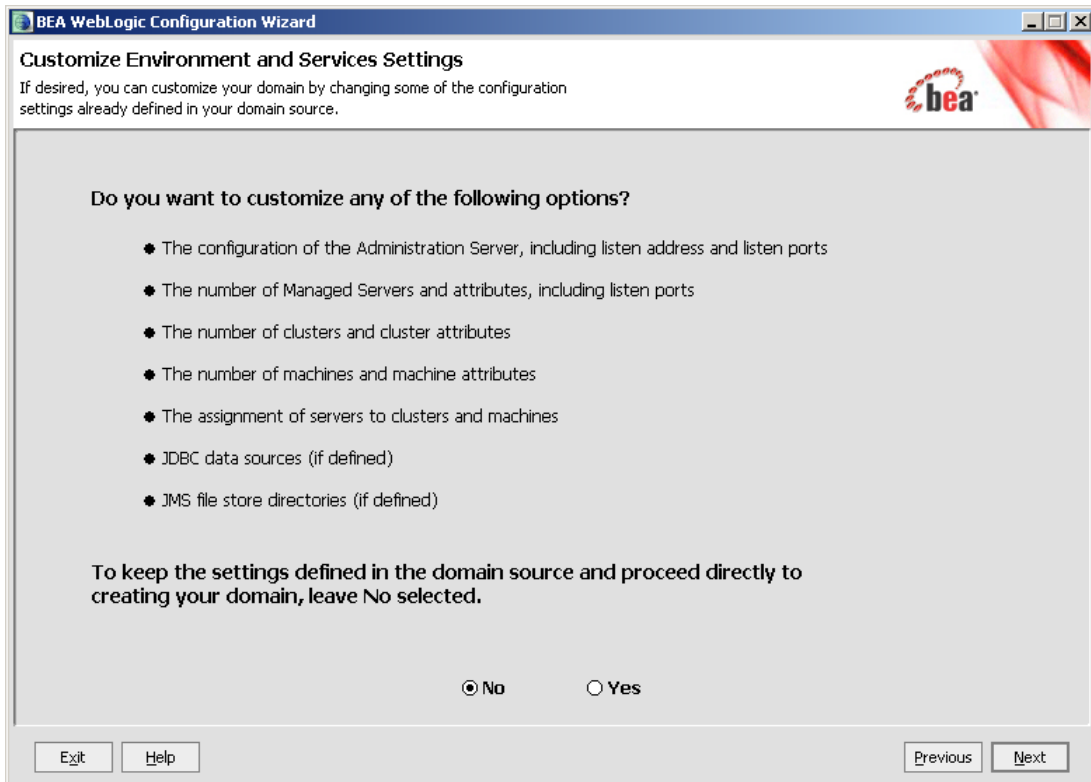 BEA WebLogic Configuration Wizard
Customize Environment and Services Settings
If desired, you can customize your domain by changing some of the configuration
settings already defined in your domain source.
bea
Do you want to customize any of the following options?
The configuration of the Administration Server, including listen address and listen ports
The number of Managed Servers and attributes, including listen ports
The number of clusters and cluster attributes
The number of machines and machine attributes
The assignment of servers to clusters and machines
JDBC data sources (if defined)
JMS file store directories (if defined)
To keep the settings defined in the domain source and proceed directly to
creating your domain, leave No selected.
No Yes
Exit Help Previous Next